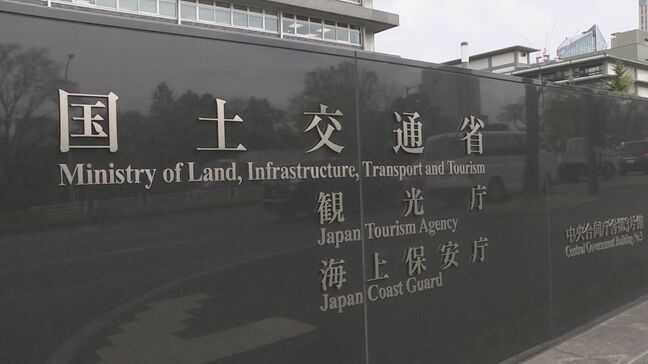 国土交通省
Ministry of Land, Infrastructure, Transport and Tourism
観光庁
Japan Tourism Agency
海上保安庁
Japan Coast Guard
中央合同庁舎第3号館
Central Government Building No.3